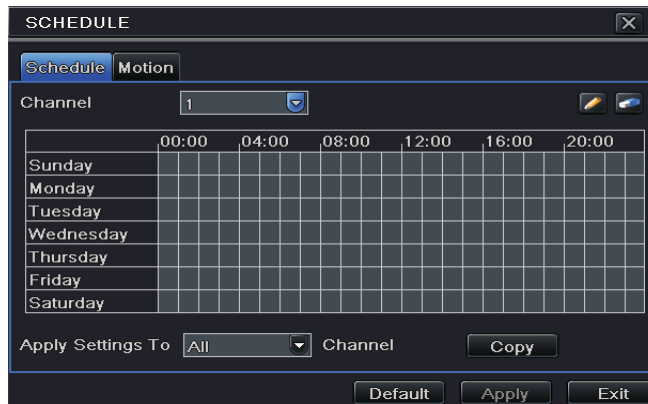 SCHEDULE
Schedule Motion
Channel 1
00:00 04:00 08:00 12:00 16:00 20:00
Sunday
Monday
Tuesday
Wednesday
Thursday
Friday
Saturday
Apply Settings To All Channel Copy
Default Apply Exit